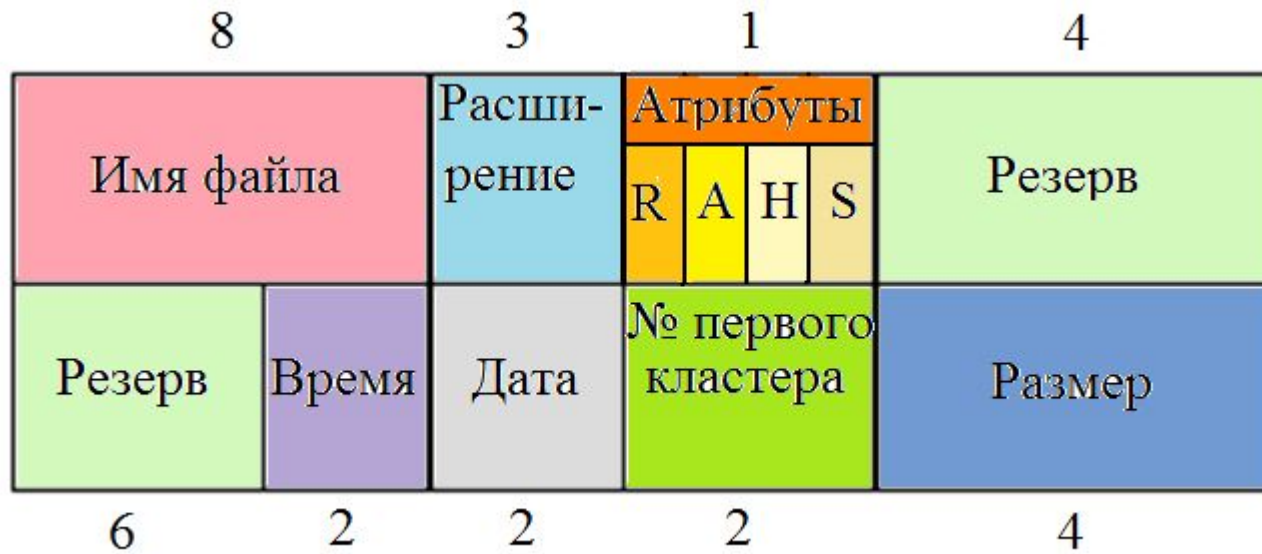 8 3 1 4
Имя файла
Расши-
рение
Атрибуты
R A H S
Резерв
Резерв
Время
Дата
№ первого
кластера
Размер
6 2 2 2 4